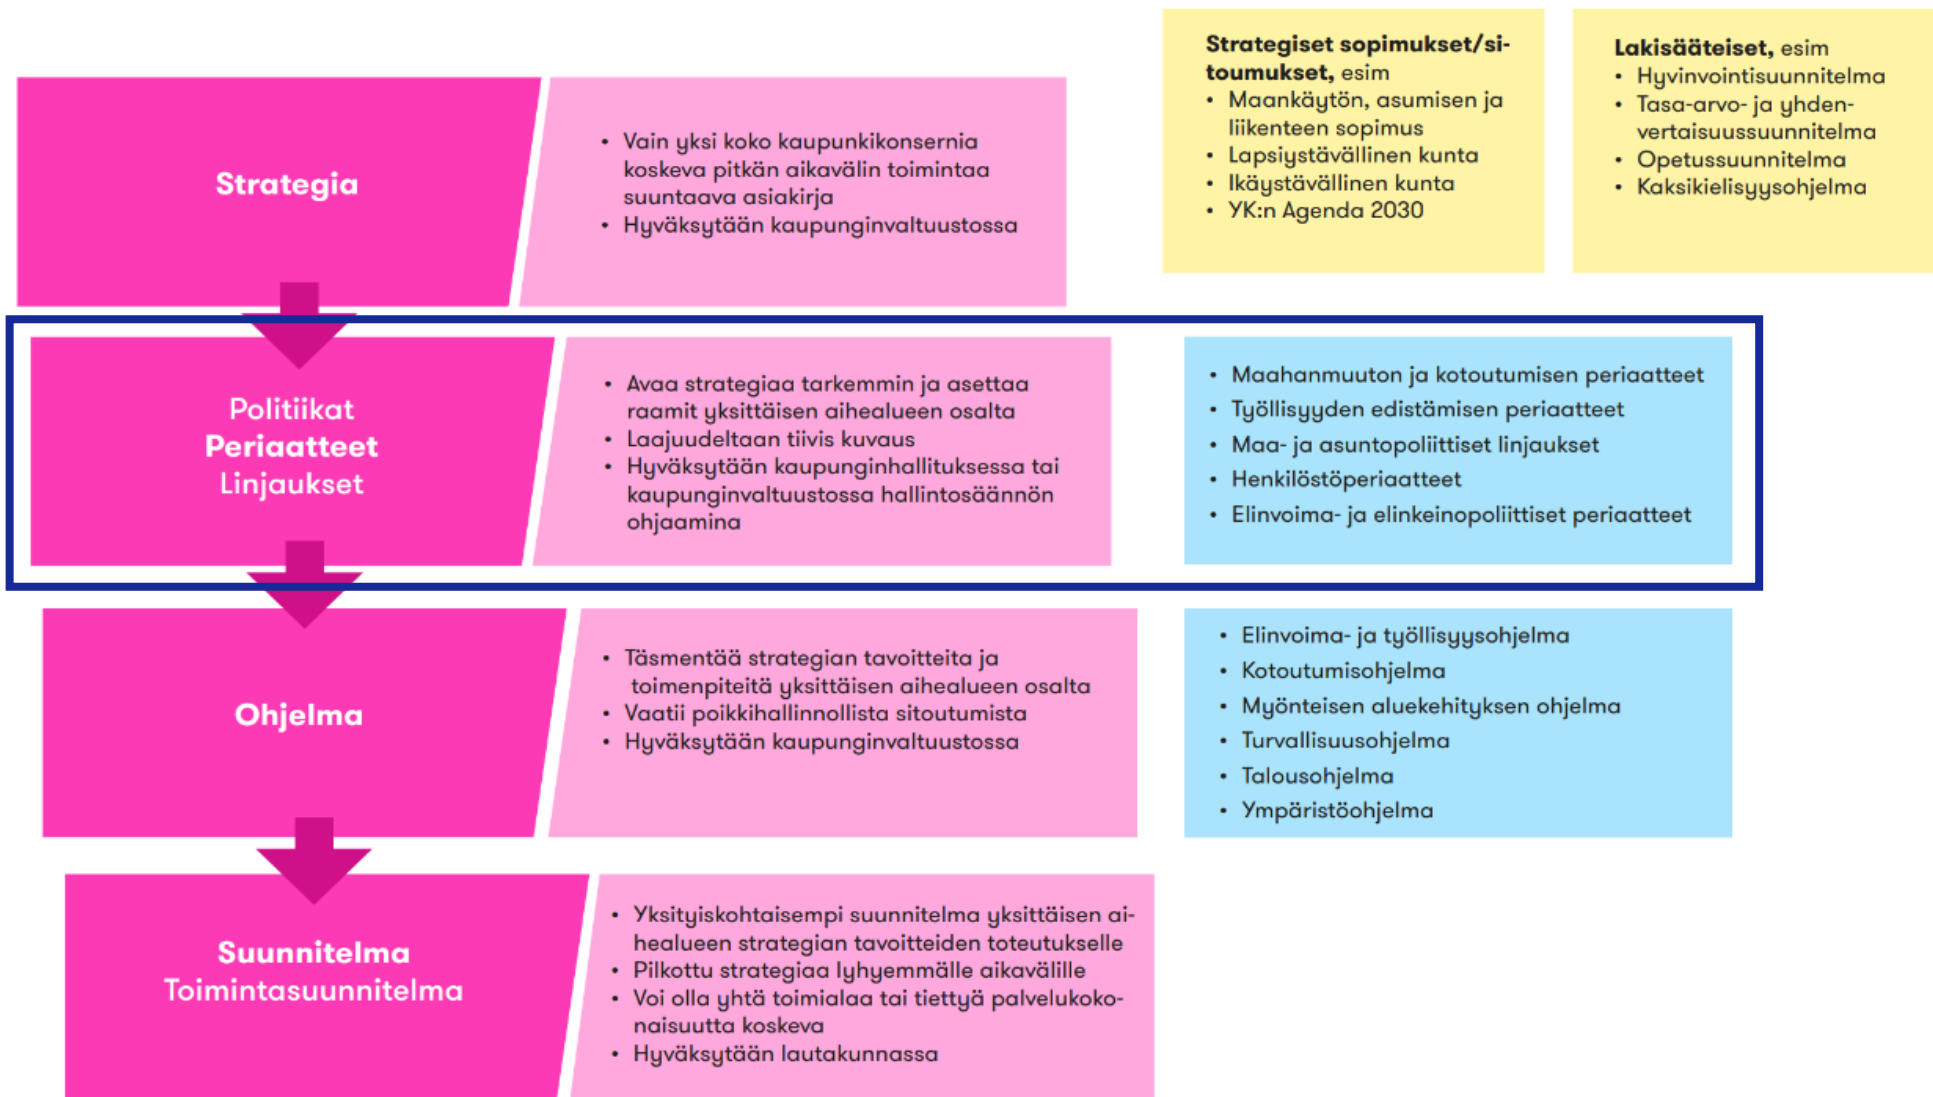 Strategia
• Vain yksi koko kaupunkikonsernia
koskeva pitkän aikavälin toimintaa
suuntaava asiakirja
• Hyväksytään kaupunginvaltuustossa
Strategiset sopimukset/si-
toumukset, esim
• Maankäytön, asumisen ja
liikenteen sopimus
• Lapsiystävällinen kunta
• Ikäystävällinen kunta
• YK:n Agenda 2030
Lakisääteiset, esim
• Hyvinvointisuunnitelma
• Tasa-arvo- ja yhden-
vertaisuussuunnitelma
• Opetussuunnitelma
• Kaksikielisyysohjelma
Politiikat
Periaatteet
Linjaukset
• Avaa strategiaa tarkemmin ja asettaa
raamit yksittäisen aihealueen osalta
• Laajuudeltaan tiivis kuvaus
• Hyväksytään kaupunginhallituksessa tai
kaupunginvaltuustossa hallintosäännön
ohjaamina
• Maahanmuuton ja kotoutumisen periaatteet
• Työllisyyden edistämisen periaatteet
• Maa- ja asuntopoliittiset linjaukset
• Henkilöstöperiaatteet
• Elinvoima- ja elinkeinopoliittiset periaatteet
Ohjelma
• Täsmentää strategian tavoitteita ja
toimenpiteitä yksittäisen aihealueen osalta
• Vaatii poikkihallinnollista sitoutumista
• Hyväksytään kaupunginvaltuustossa
• Elinvoima- ja työllisyysohjelma
• Kotoutumisohjelma
• Myönteisen aluekehityksen ohjelma
• Turvallisuusohjelma
• Talousohjelma
• Ympäristöohjelma
Suunnitelma
Toimintasuunnitelma
• Yksityiskohtaisempi suunnitelma yksittäisen ai-
healueen strategian tavoitteiden toteutukselle
• Pilkottu strategiaa lyhyemmälle aikavälille
• Voi olla yhtä toimialaa tai tiettyä palvelukoko-
naisuutta koskeva
• Hyväksytään lautakunnassa